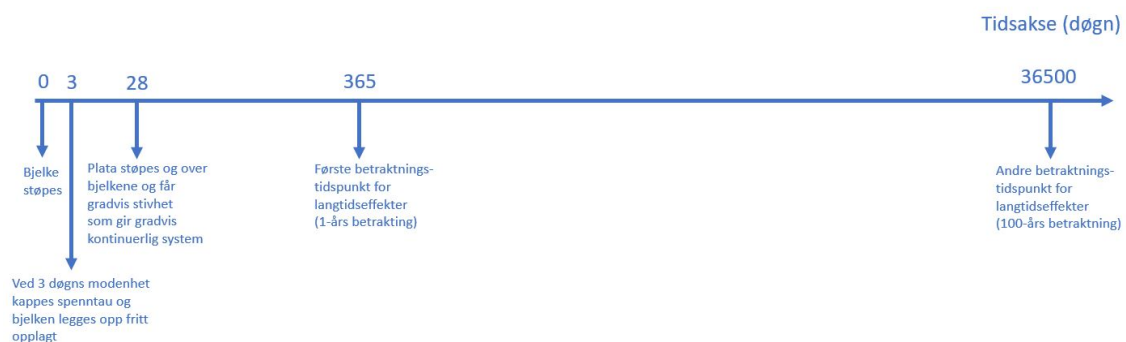 Tidsakse (døgn)
0
3
28
365
36500
Bjelke
støpes
Plata støpes og over
bjelkene og får
gradvis stivhet
som gir gradvis
kontinuerlig system
Første betraktnings-
tidspunkt for
langtidseffekter
(1-års betrakting)
Andre betraktnings-
tidspunkt for
langtidseffekter
(100-års betraktning)
Ved 3 døgns modenhet
kappes spenntau og
bjelken legges opp fritt
opplagt